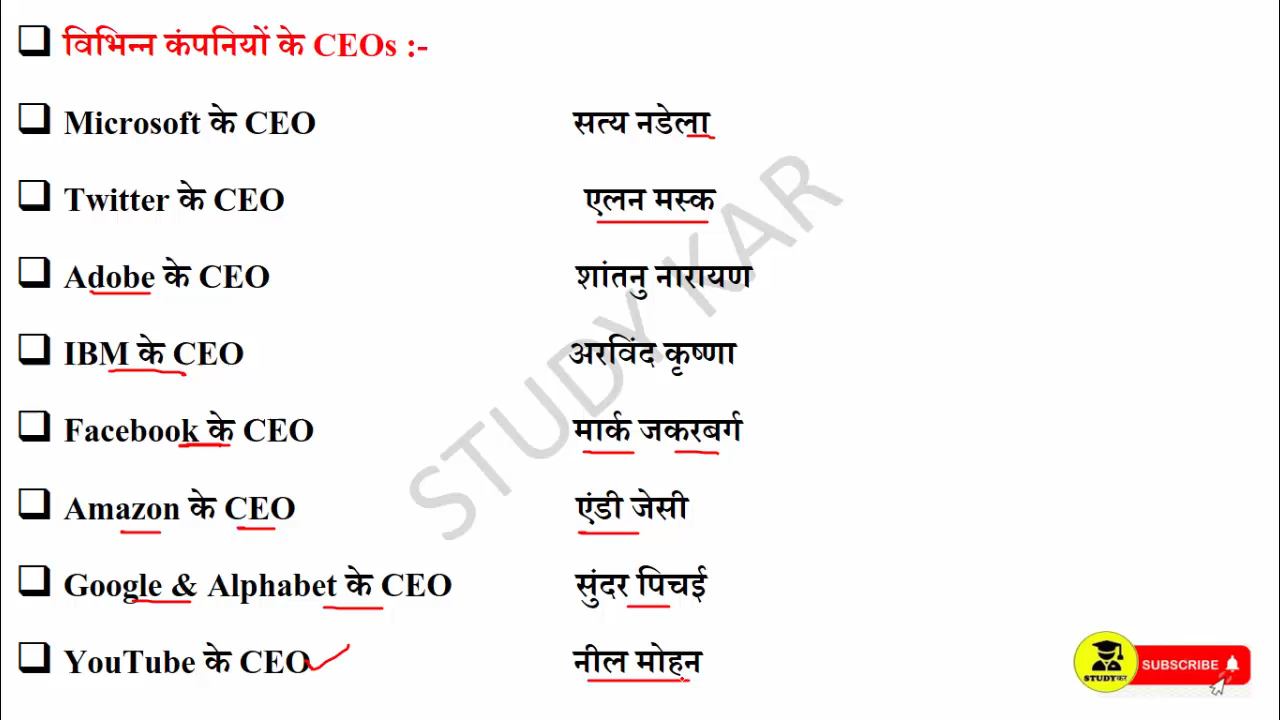 विभिन्न कंपनियों के CEOs :-
Microsoft के CEO सत्य नडेला
Twitter के CEO एलन मस्क
Adobe के CEO शांतनु नारायण
IBM के CEO अरविंद कृष्णा
Facebook के CEO मार्क जकरबर्ग
Amazon के CEO एंडी जेसी
Google & Alphabet के CEO सुंदर पिचई
YouTube के CEO नील मोहन
STUDY KAR
STUDYकर
SUBSCRIBE